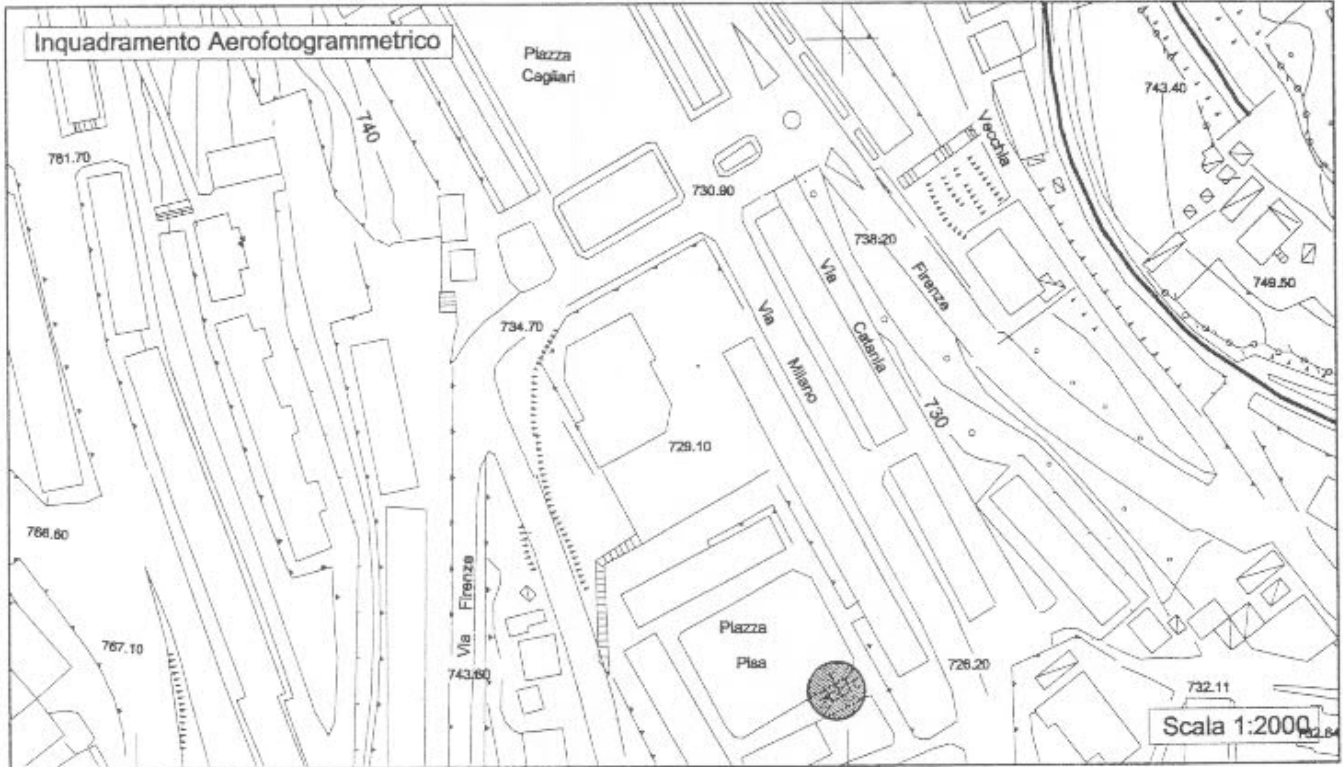 Inquadramento Aerofotogrammetrico
Piazza
Cagliari
740
743.40
Vecchia
761.70
730.90
738.20
749.50
Via
Firenze
734.70
Via
Catania
Milano
730
729.10
766.60
Via Firenze
767.10
743.60
Piazza
Pisa
726.20
732.11
Scala 1:2000